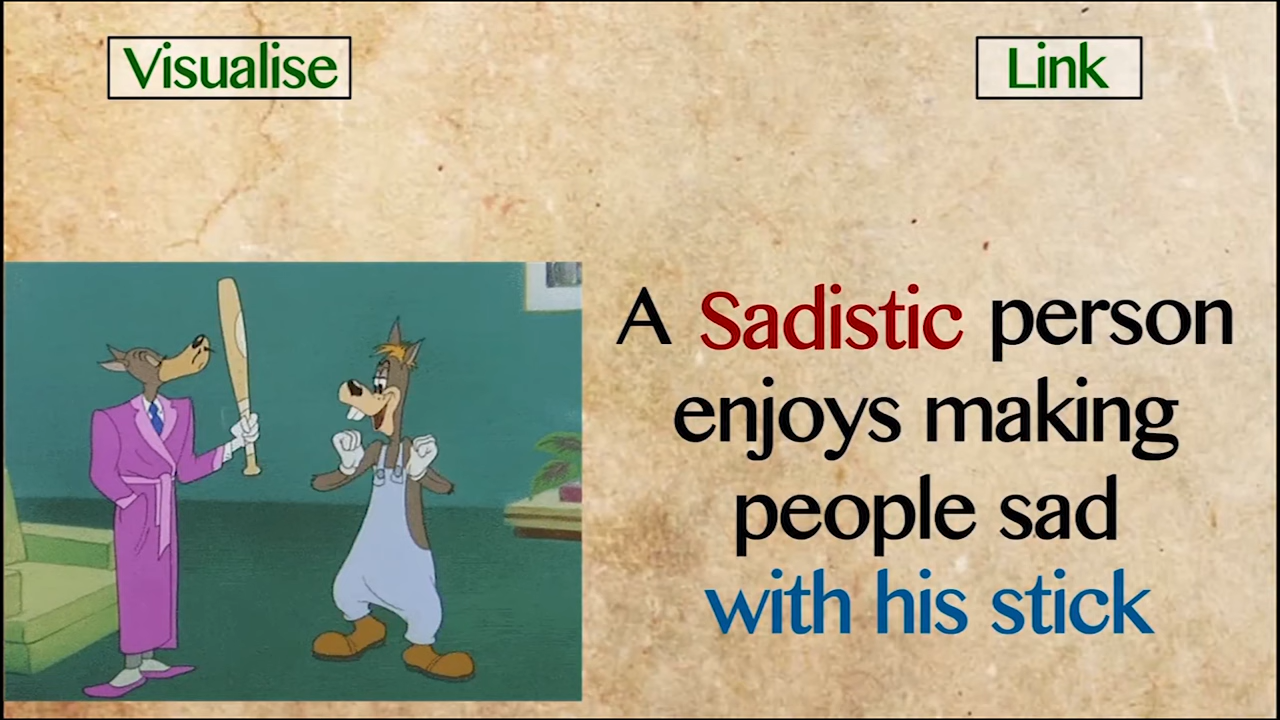 Visualise
Link
A Sadistic person
enjoys making
people sad
with his stick